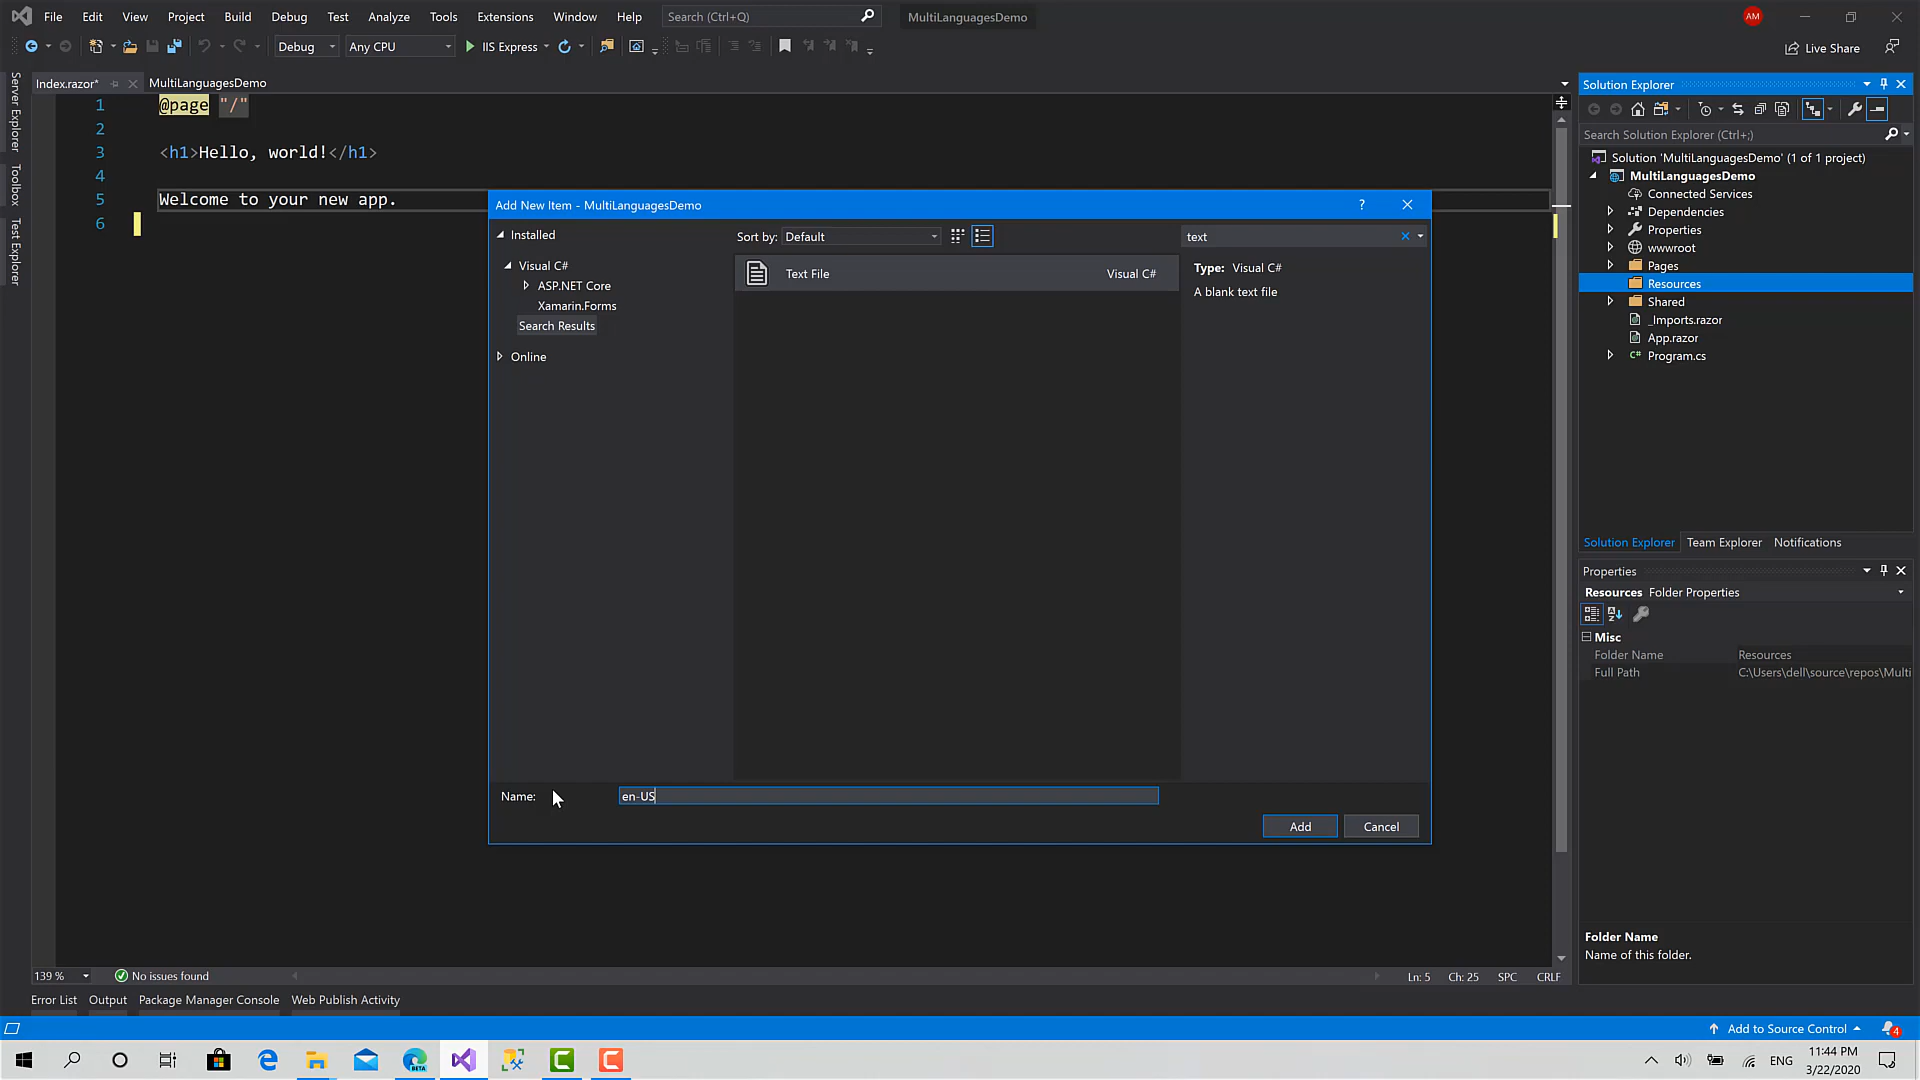 File Edit View Project Build Debug Test Analyze Tools Extensions Window Help Search (Ctrl+Q) MultiLanguagesDemo AM
Debug Any CPU IIS Express Live Share
Server Explorer
Toolbox
Test Explorer
Index.razor* MultiLanguagesDemo
1 @page "/"
2
3 <h1>Hello, world!</h1>
4
5 Welcome to your new app.
6
Add New Item - MultiLanguagesDemo ?
Installed
Visual C#
ASP.NET Core
Xamarin.Forms
Search Results
Online
Sort by: Default
Text File Visual C#
text
Type: Visual C#
A blank text file
Name: en-US
Add Cancel
Solution Explorer
Search Solution Explorer (Ctrl+;)
Solution 'MultiLanguagesDemo' (1 of 1 project)
MultiLanguagesDemo
Connected Services
Dependencies
Properties
wwwroot
Pages
Resources
Shared
_Imports.razor
App.razor
C# Program.cs
Solution Explorer Team Explorer Notifications
Properties
Resources Folder Properties
Misc
Folder Name Resources
Full Path C:\Users\dell\source\repos\Multi
Folder Name
Name of this folder.
139 % No issues found Ln: 5 Ch: 25 SPC CRLF
Error List Output Package Manager Console Web Publish Activity
Add to Source Control 4
BETA ENG 11:44 PM
3/22/2020